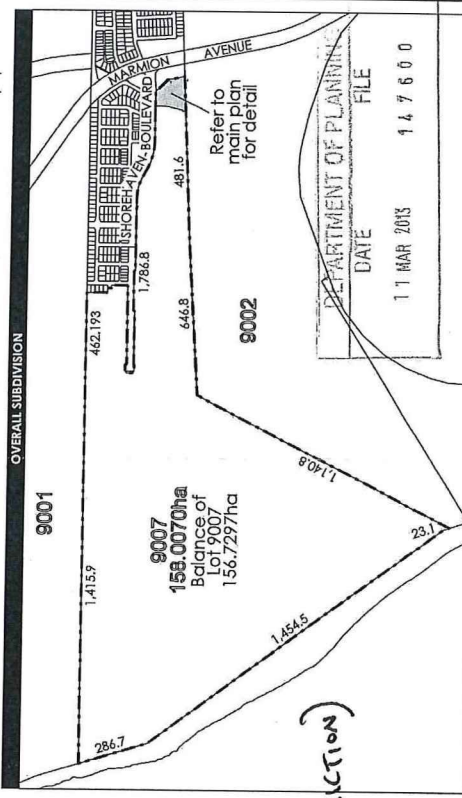 OVERALL SUBDIVISION
9001
MARMION
AVENUE
SHOREHAVEN BOULEVARD
462.193
1,786.8
1,415.9
Refer to
main plan
for detail
481.6
646.8
9007
158.0070ha
Balance of
Lot 9007
156.7297ha
9002
286.7
1,454.5
1,140.8
23.1
DEPARTMENT OF PLANNING
DATE
FILE
11 MAR 2013
147600